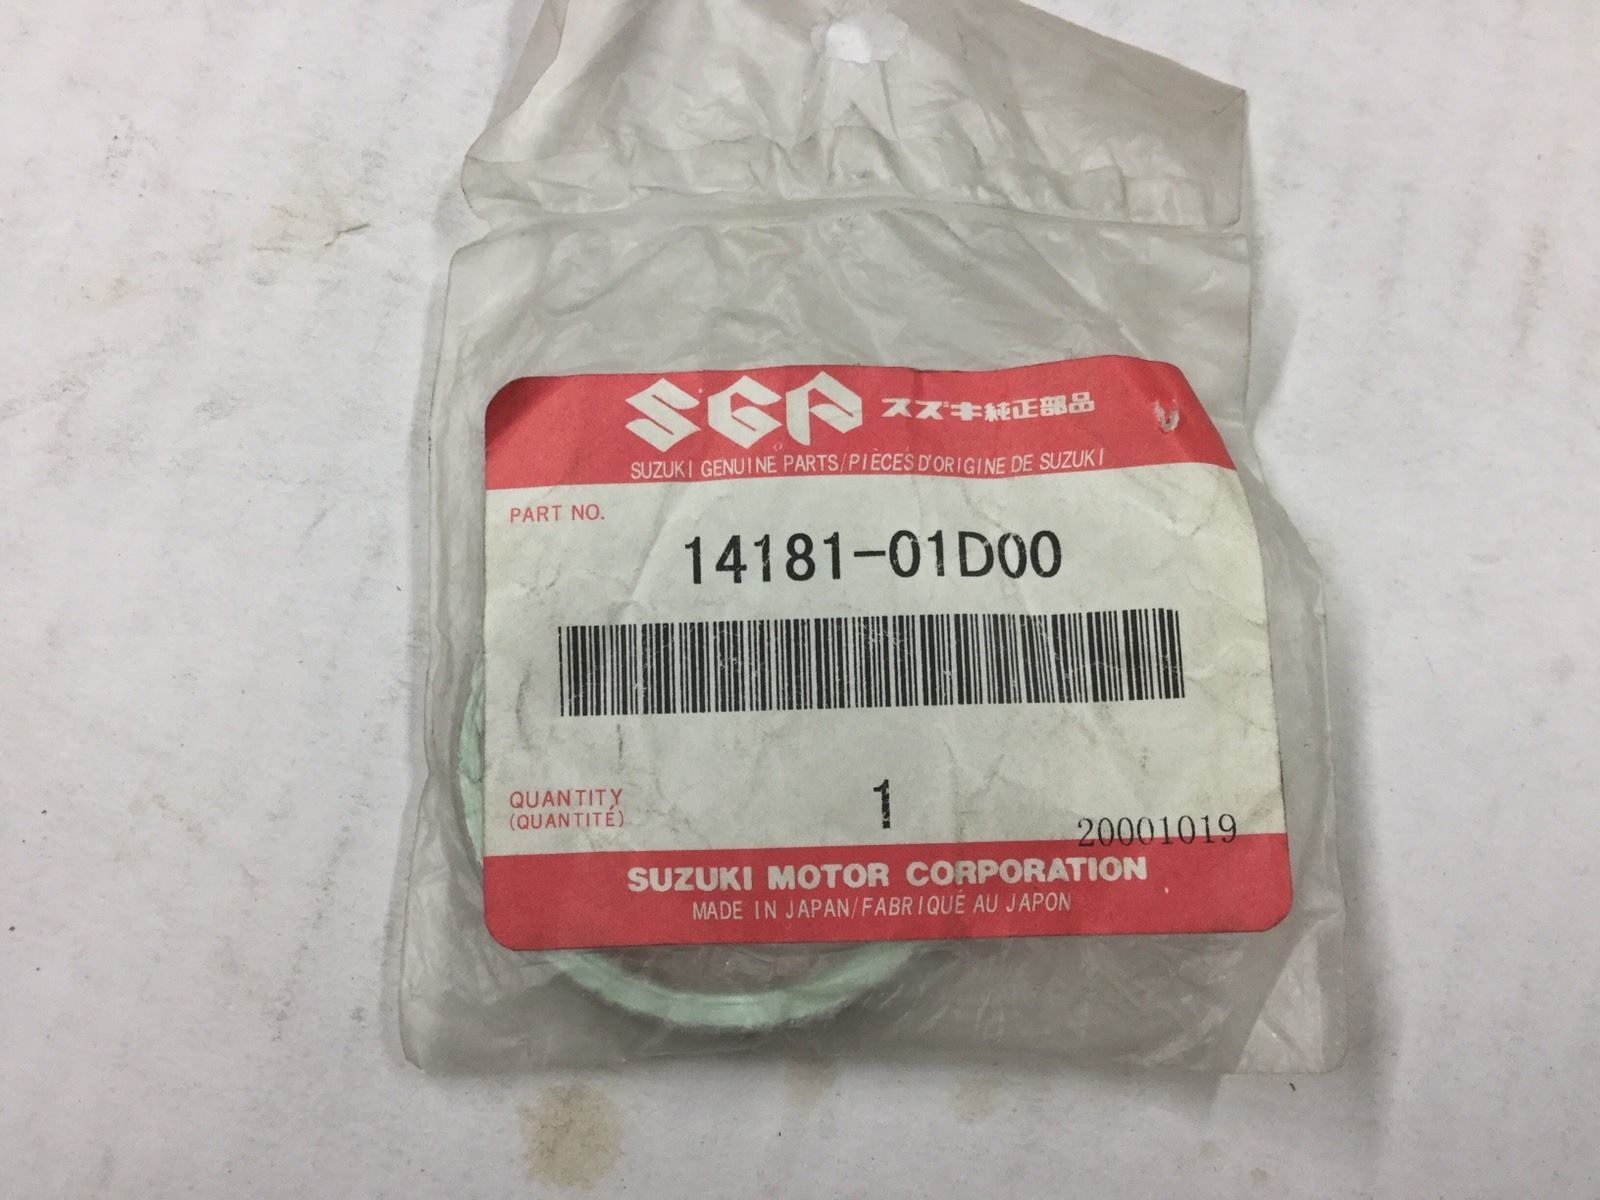 SGP スズキ純正部品
SUZUKI GENUINE PARTS/PIÈCES D'ORIGINE DE SUZUKI
PART NO.
14181-01D00
QUANTITY 1
(QUANTITÉ)
20001019
SUZUKI MOTOR CORPORATION
MADE IN JAPAN/FABRIQUÉ AU JAPON